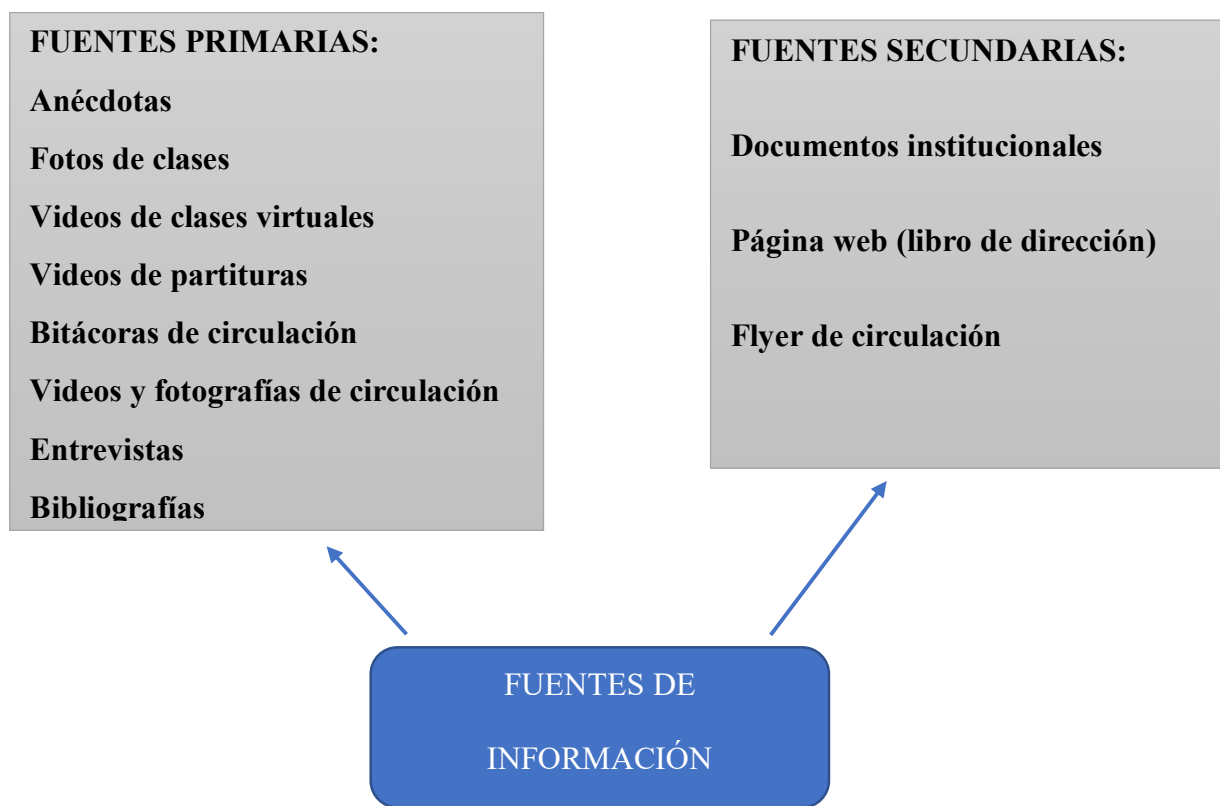 FUENTES PRIMARIAS:
Anécdotas
Fotos de clases
Videos de clases virtuales
Videos de partituras
Bitácoras de circulación
Videos y fotografías de circulación
Entrevistas
Bibliografías
FUENTES SECUNDARIAS:
Documentos institucionales
Página web (libro de dirección)
Flyer de circulación
FUENTES DE
INFORMACIÓN